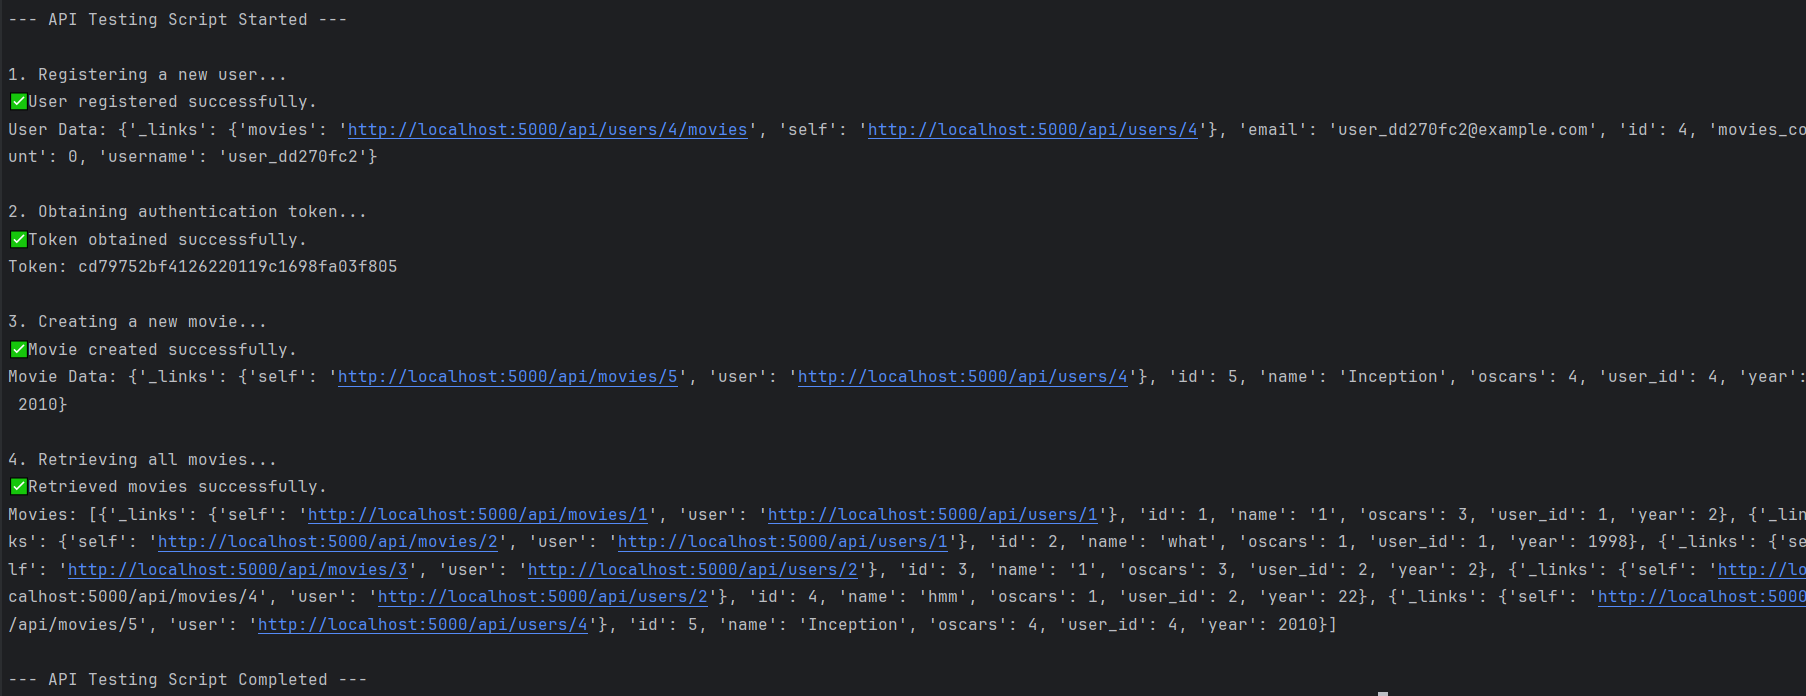 --- API Testing Script Started ---
1. Registering a new user...
✅User registered successfully.
User Data: {'_links': {'movies': 'http://localhost:5000/api/users/4/movies', 'self': 'http://localhost:5000/api/users/4'}, 'email': 'user_dd270fc2@example.com', 'id': 4, 'movies_co
unt': 0, 'username': 'user_dd270fc2'}
2. Obtaining authentication token...
✅Token obtained successfully.
Token: cd79752bf4126220119c1698fa03f805
3. Creating a new movie...
✅Movie created successfully.
Movie Data: {'_links': {'self': 'http://localhost:5000/api/movies/5', 'user': 'http://localhost:5000/api/users/4'}, 'id': 5, 'name': 'Inception', 'oscars': 4, 'user_id': 4, 'year':
2010}
4. Retrieving all movies...
✅Retrieved movies successfully.
Movies: [{'_links': {'self': 'http://localhost:5000/api/movies/1', 'user': 'http://localhost:5000/api/users/1'}, 'id': 1, 'name': '1', 'oscars': 3, 'user_id': 1, 'year': 2}, {'_lin
ks': {'self': 'http://localhost:5000/api/movies/2', 'user': 'http://localhost:5000/api/users/1'}, 'id': 2, 'name': 'what', 'oscars': 1, 'user_id': 1, 'year': 1998}, {'_links': {'se
lf': 'http://localhost:5000/api/movies/3', 'user': 'http://localhost:5000/api/users/2'}, 'id': 3, 'name': '1', 'oscars': 3, 'user_id': 2, 'year': 2}, {'_links': {'self': 'http://lo
calhost:5000/api/movies/4', 'user': 'http://localhost:5000/api/users/2'}, 'id': 4, 'name': 'hmm', 'oscars': 1, 'user_id': 2, 'year': 22}, {'_links': {'self': 'http://localhost:5000
/api/movies/5', 'user': 'http://localhost:5000/api/users/4'}, 'id': 5, 'name': 'Inception', 'oscars': 4, 'user_id': 4, 'year': 2010}]
--- API Testing Script Completed ---